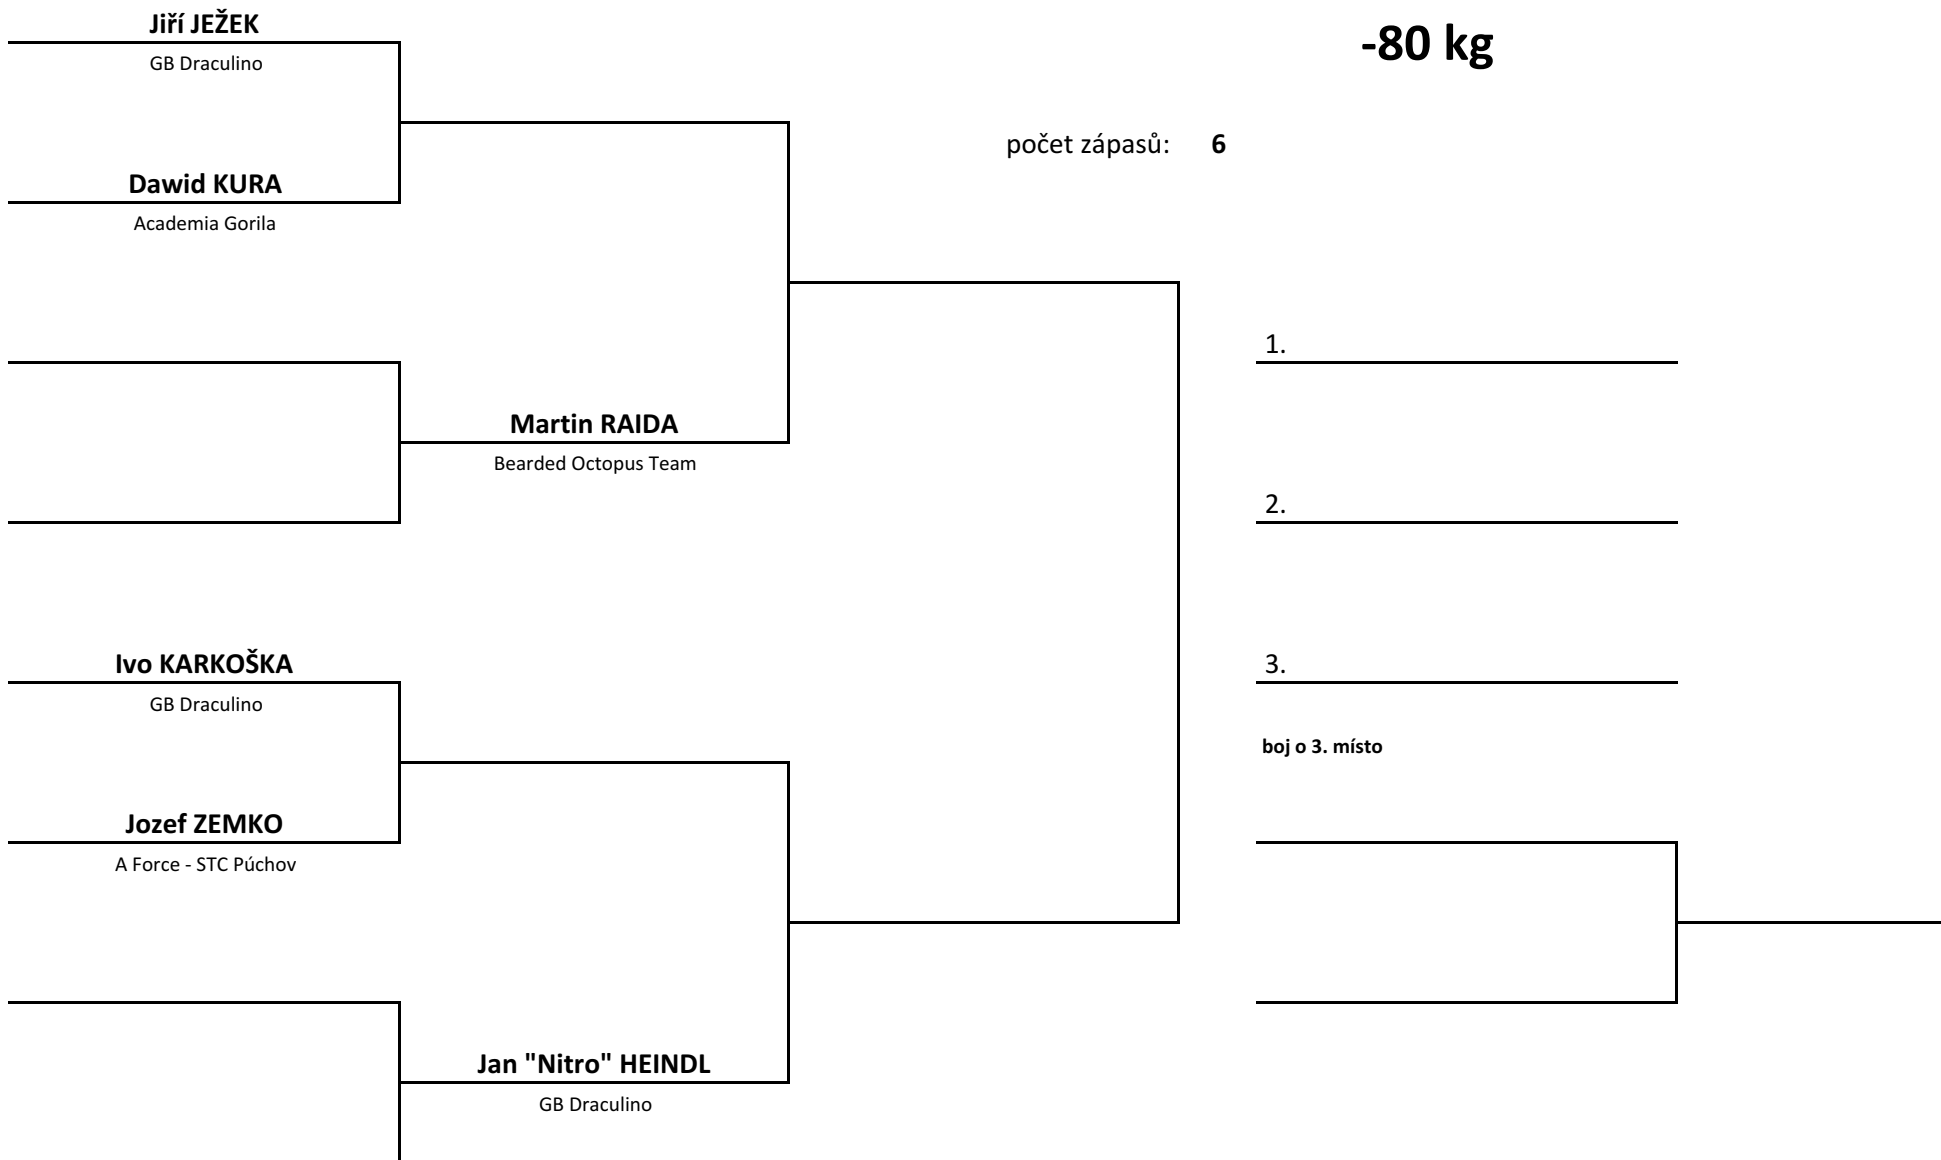 Jiří JEŽEK
GB Draculino
-80 kg
počet zápasů: 6
Dawid KURA
Academia Gorila
1.
Martin RAIDA
Bearded Octopus Team
2.
Ivo KARKOŠKA
GB Draculino
3.
boj o 3. místo
Jozef ZEMKO
A Force - STC Púchov
Jan "Nitro" HEINDL
GB Draculino